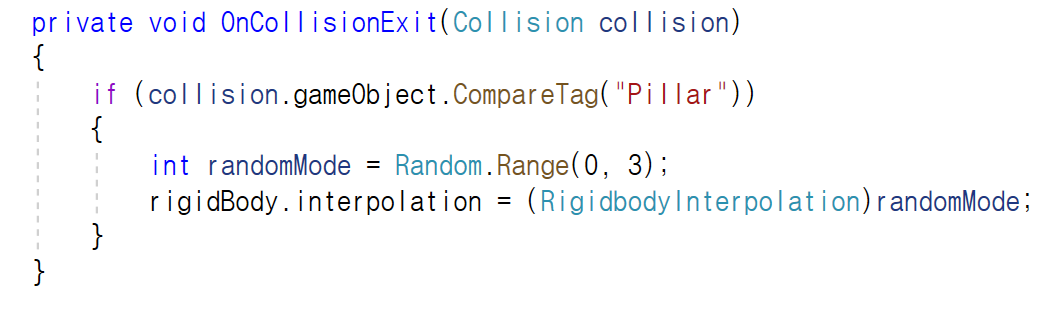 private void OnCollisionExit(Collision collision)
{
if (collision.gameObject.CompareTag("Pillar"))
{
int randomMode = Random.Range(0, 3);
rigidBody.interpolation = (RigidbodyInterpolation)randomMode;
}
}